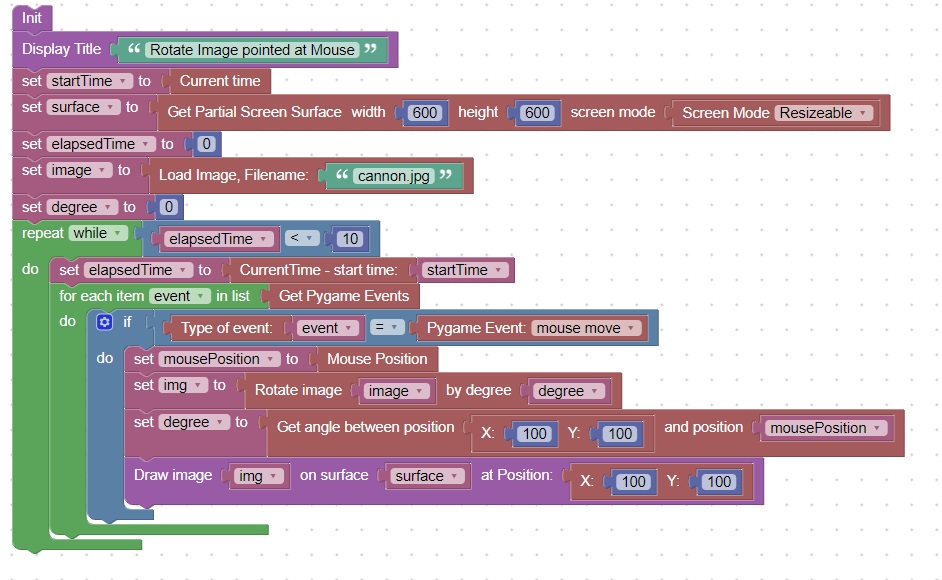 Init
Display Title “ Rotate Image pointed at Mouse ”
set startTime to Current time
set surface to Get Partial Screen Surface width 600 height 600 screen mode Screen Mode Resizeable
set elapsedTime to 0
set image to Load Image, Filename: “ cannon.jpg ”
set degree to 0
repeat while elapsedTime < 10
do set elapsedTime to CurrentTime - start time: startTime
for each item event in list Get Pygame Events
do if Type of event: event = Pygame Event: mouse move
do set mousePosition to Mouse Position
set img to Rotate image image by degree degree
set degree to Get angle between position X: 100 Y: 100 and position mousePosition
Draw image img on surface surface at Position: X: 100 Y: 100